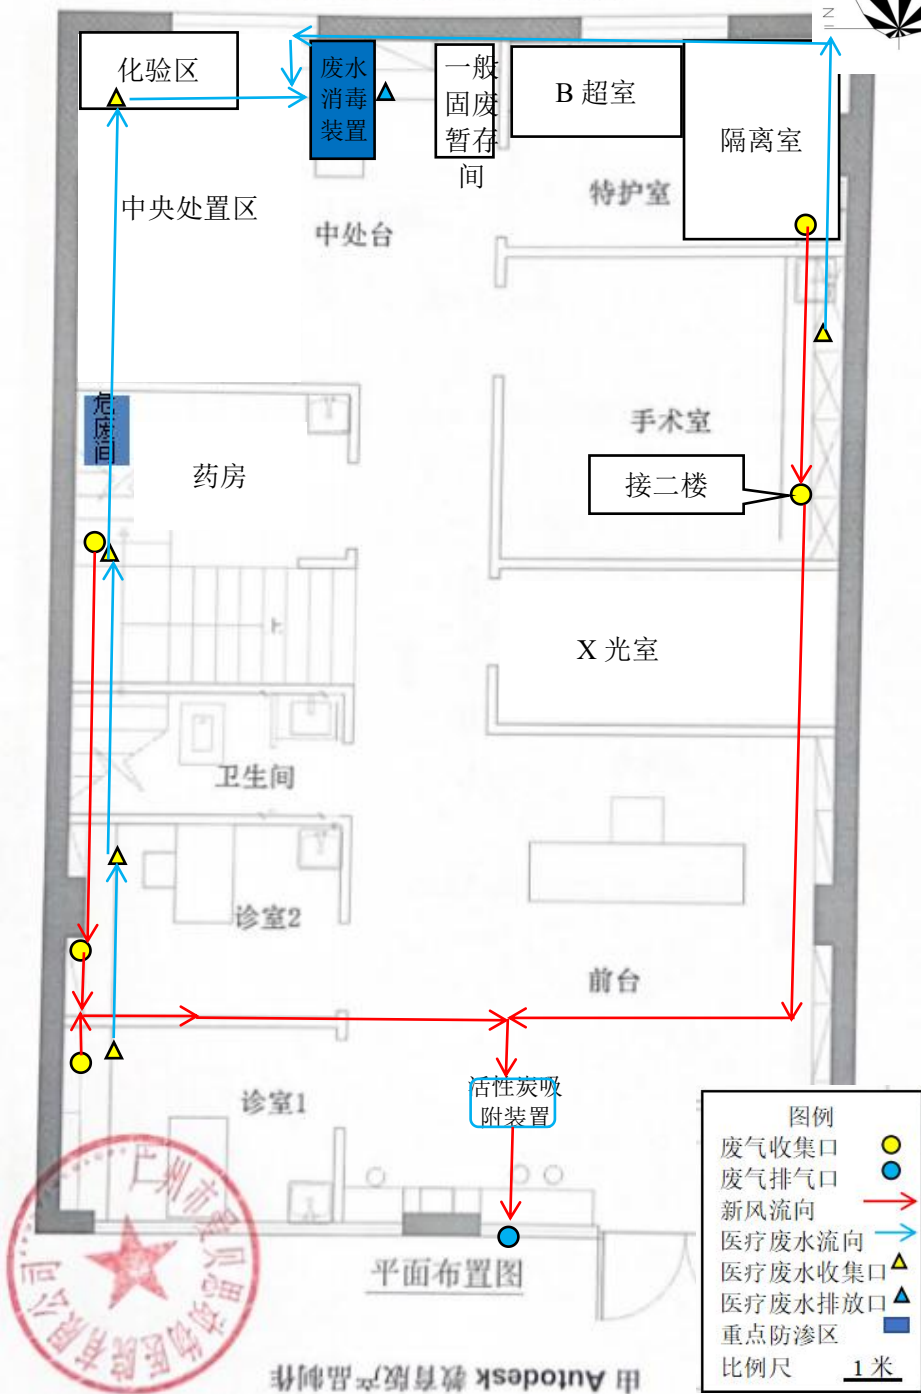 N
化验区
废水
消毒
装置
一般
固废
暂存
间
B 超室
隔离室
特护室
中央处置区
中处台
危废间
药房
手术室
接二楼
上
X 光室
卫生间
诊室2
前台
诊室1
活性炭吸
附装置
平面布置图
图例
废气收集口
废气排气口
新风流向
医疗废水流向
医疗废水收集口
医疗废水排放口
重点防渗区
比例尺 1 米
由 Autodesk 教育版产品制作